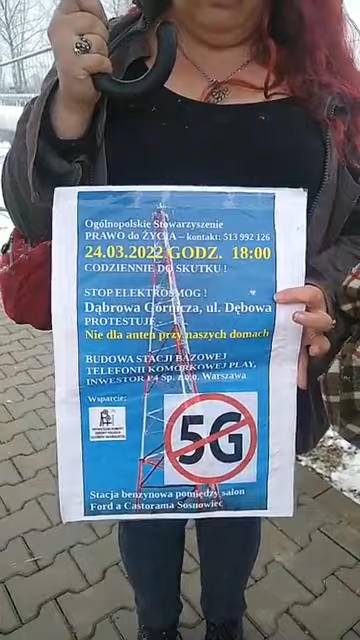 Ogólnopolskie Stowarzyszenie
PRAWO do ŻYCIA - kontakt: 513 992 126
24.03.2022 GODZ. 18:00
CODZIENNIE DO SKUTKU !
STOP ELEKTROSMOG !
Dąbrowa Górnicza, ul. Dębowa
PROTESTUJE
Nie dla anten przy naszych domach
BUDOWA STACJI BAZOWEJ
TELEFONII KOMÓRKOWEJ PLAY,
INWESTOR P4 Sp. z o.o. Warszawa
Wsparcie:
5G
Stacja benzynowa pomiędzy salon
Ford a Castorama Sosnowiec